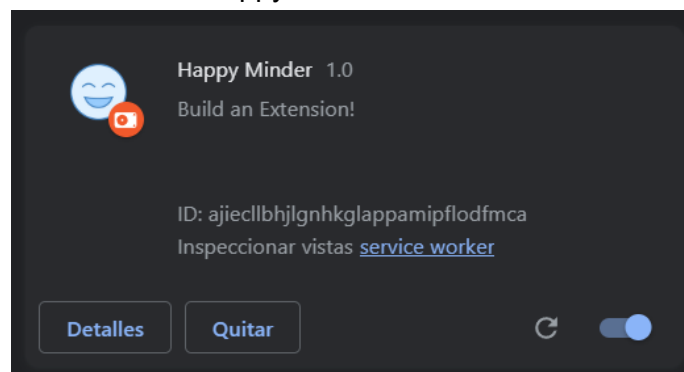 Happy Minder 1.0
Build an Extension!
ID: ajiecllbhjlgnhkglappamipflodfmca
Inspeccionar vistas service worker
Detalles Quitar